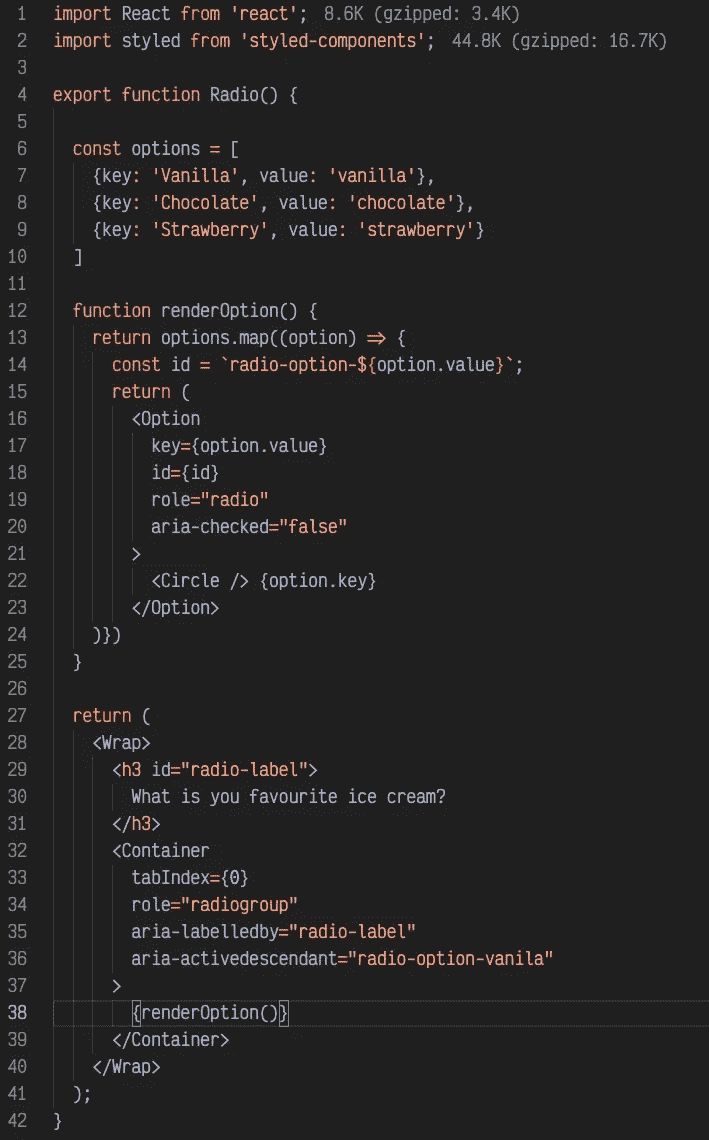 1 import React from 'react'; 8.6K (gzipped: 3.4K)
2 import styled from 'styled-components'; 44.8K (gzipped: 16.7K)
3
4 export function Radio() {
5
6 const options = [
7 {key: 'Vanilla', value: 'vanilla'},
8 {key: 'Chocolate', value: 'chocolate'},
9 {key: 'Strawberry', value: 'strawberry'}
10 ]
11
12 function renderOption() {
13 return options.map((option) => {
14 const id = `radio-option-${option.value}`;
15 return (
16 <Option
17 key={option.value}
18 id={id}
19 role="radio"
20 aria-checked="false"
21 >
22 <Circle /> {option.key}
23 </Option>
24 )})
25 }
26
27 return (
28 <Wrap>
29 <h3 id="radio-label">
30 What is you favourite ice cream?
31 </h3>
32 <Container
33 tabIndex={0}
34 role="radiogroup"
35 aria-labelledby="radio-label"
36 aria-activedescendant="radio-option-vanila"
37 >
38 {renderOption()}
39 </Container>
40 </Wrap>
41 );
42 }